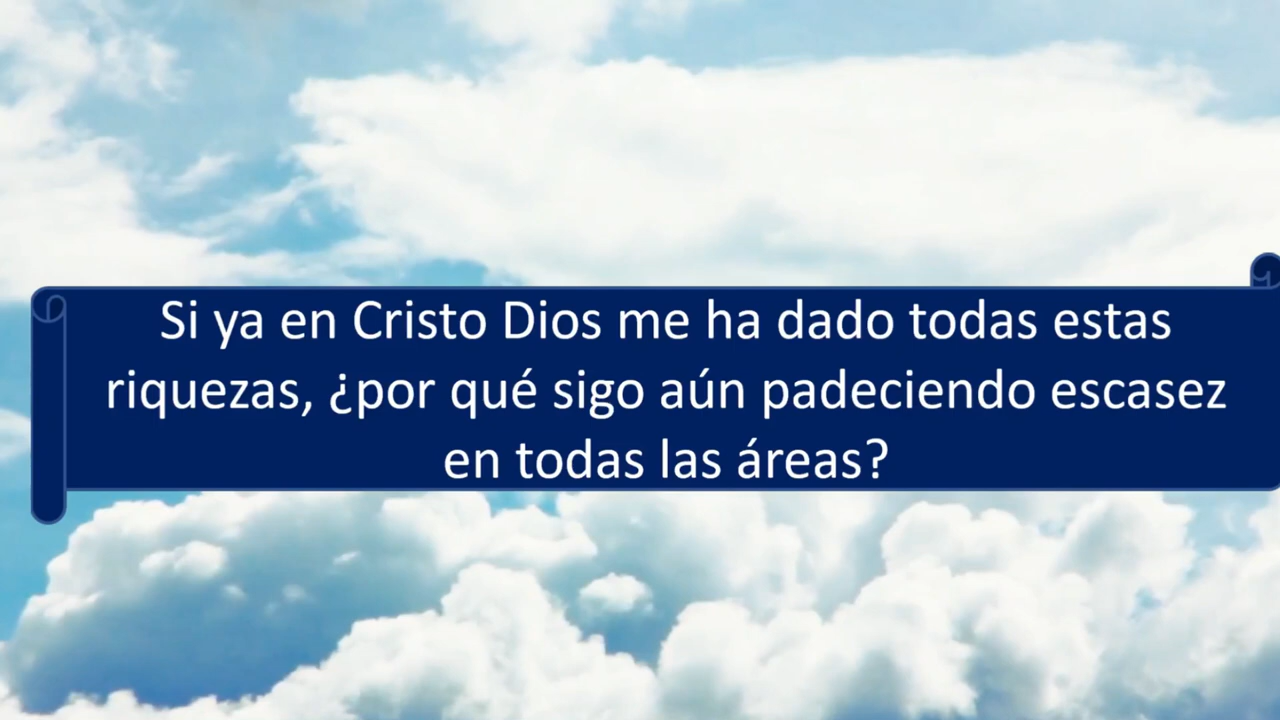 Si ya en Cristo Dios me ha dado todas estas
riquezas, ¿por qué sigo aún padeciendo escasez
en todas las áreas?